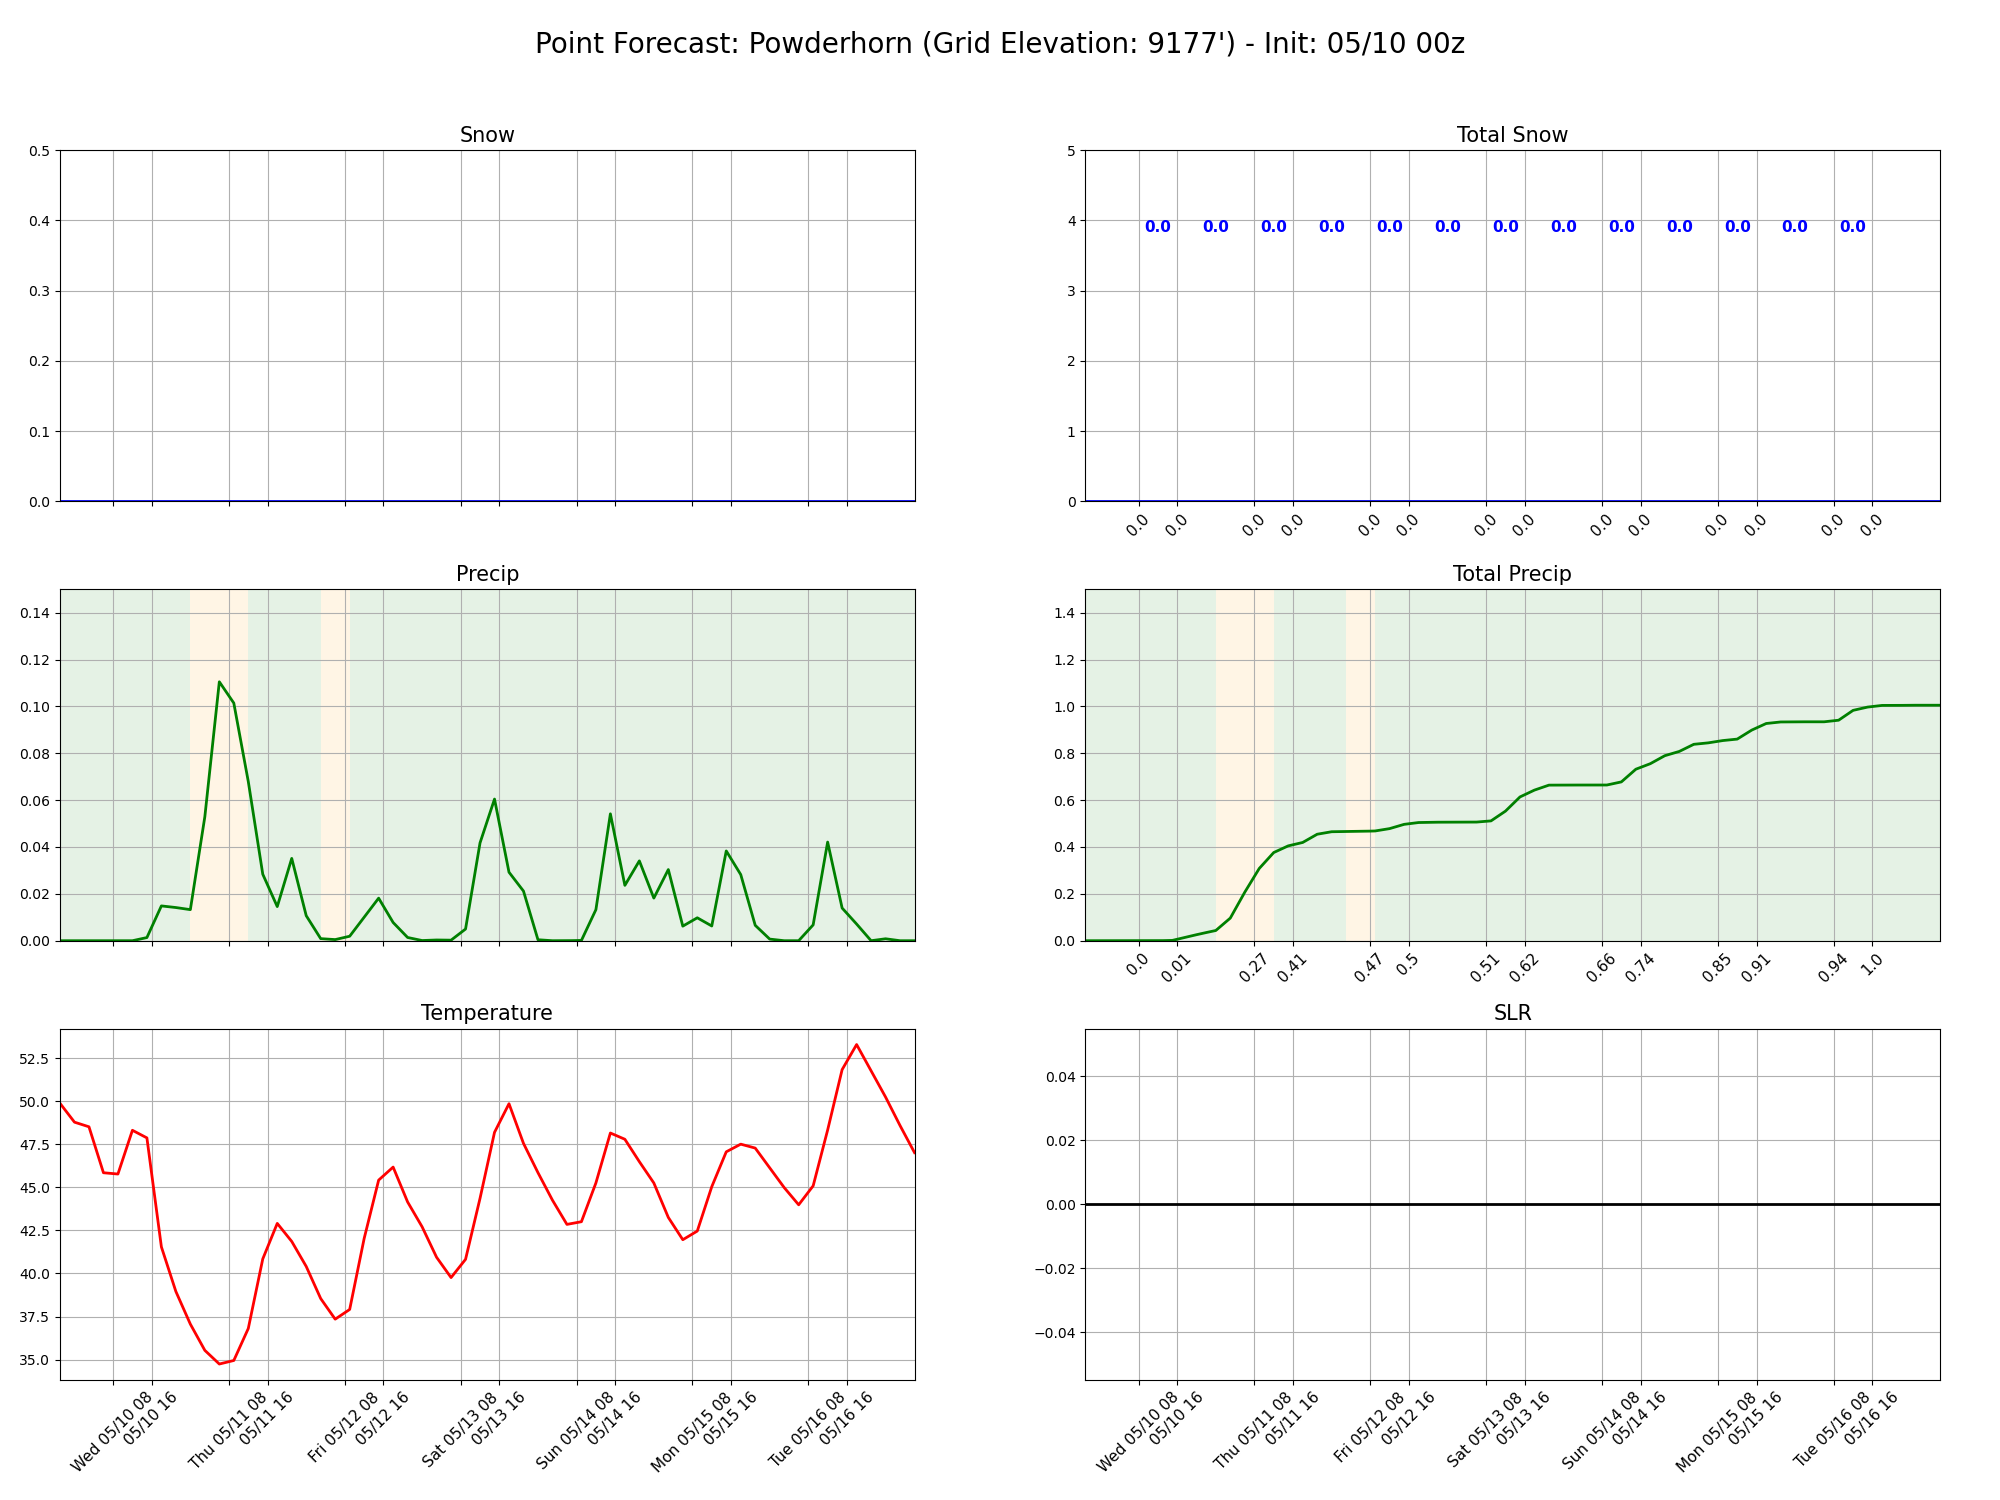 Point Forecast: Powderhorn (Grid Elevation: 9177') - Init: 05/10 00z
Snow
0.5
0.4
0.3
0.2
0.1
0.0
Total Snow
5
4
3
2
1
0
0.0 0.0 0.0 0.0 0.0 0.0 0.0 0.0 0.0 0.0 0.0 0.0 0.0
0.0 0.0 0.0 0.0 0.0 0.0 0.0 0.0 0.0 0.0 0.0 0.0 0.0 0.0
Precip
0.14
0.12
0.10
0.08
0.06
0.04
0.02
0.00
Total Precip
1.4
1.2
1.0
0.8
0.6
0.4
0.2
0.0
0.0 0.01 0.27 0.41 0.47 0.5 0.51 0.62 0.66 0.74 0.85 0.91 0.94 1.0
Temperature
52.5
50.0
47.5
45.0
42.5
40.0
37.5
35.0
Wed 05/10 08
05/10 16
Thu 05/11 08
05/11 16
Fri 05/12 08
05/12 16
Sat 05/13 08
05/13 16
Sun 05/14 08
05/14 16
Mon 05/15 08
05/15 16
Tue 05/16 08
05/16 16
SLR
0.04
0.02
0.00
−0.02
−0.04
Wed 05/10 08
05/10 16
Thu 05/11 08
05/11 16
Fri 05/12 08
05/12 16
Sat 05/13 08
05/13 16
Sun 05/14 08
05/14 16
Mon 05/15 08
05/15 16
Tue 05/16 08
05/16 16